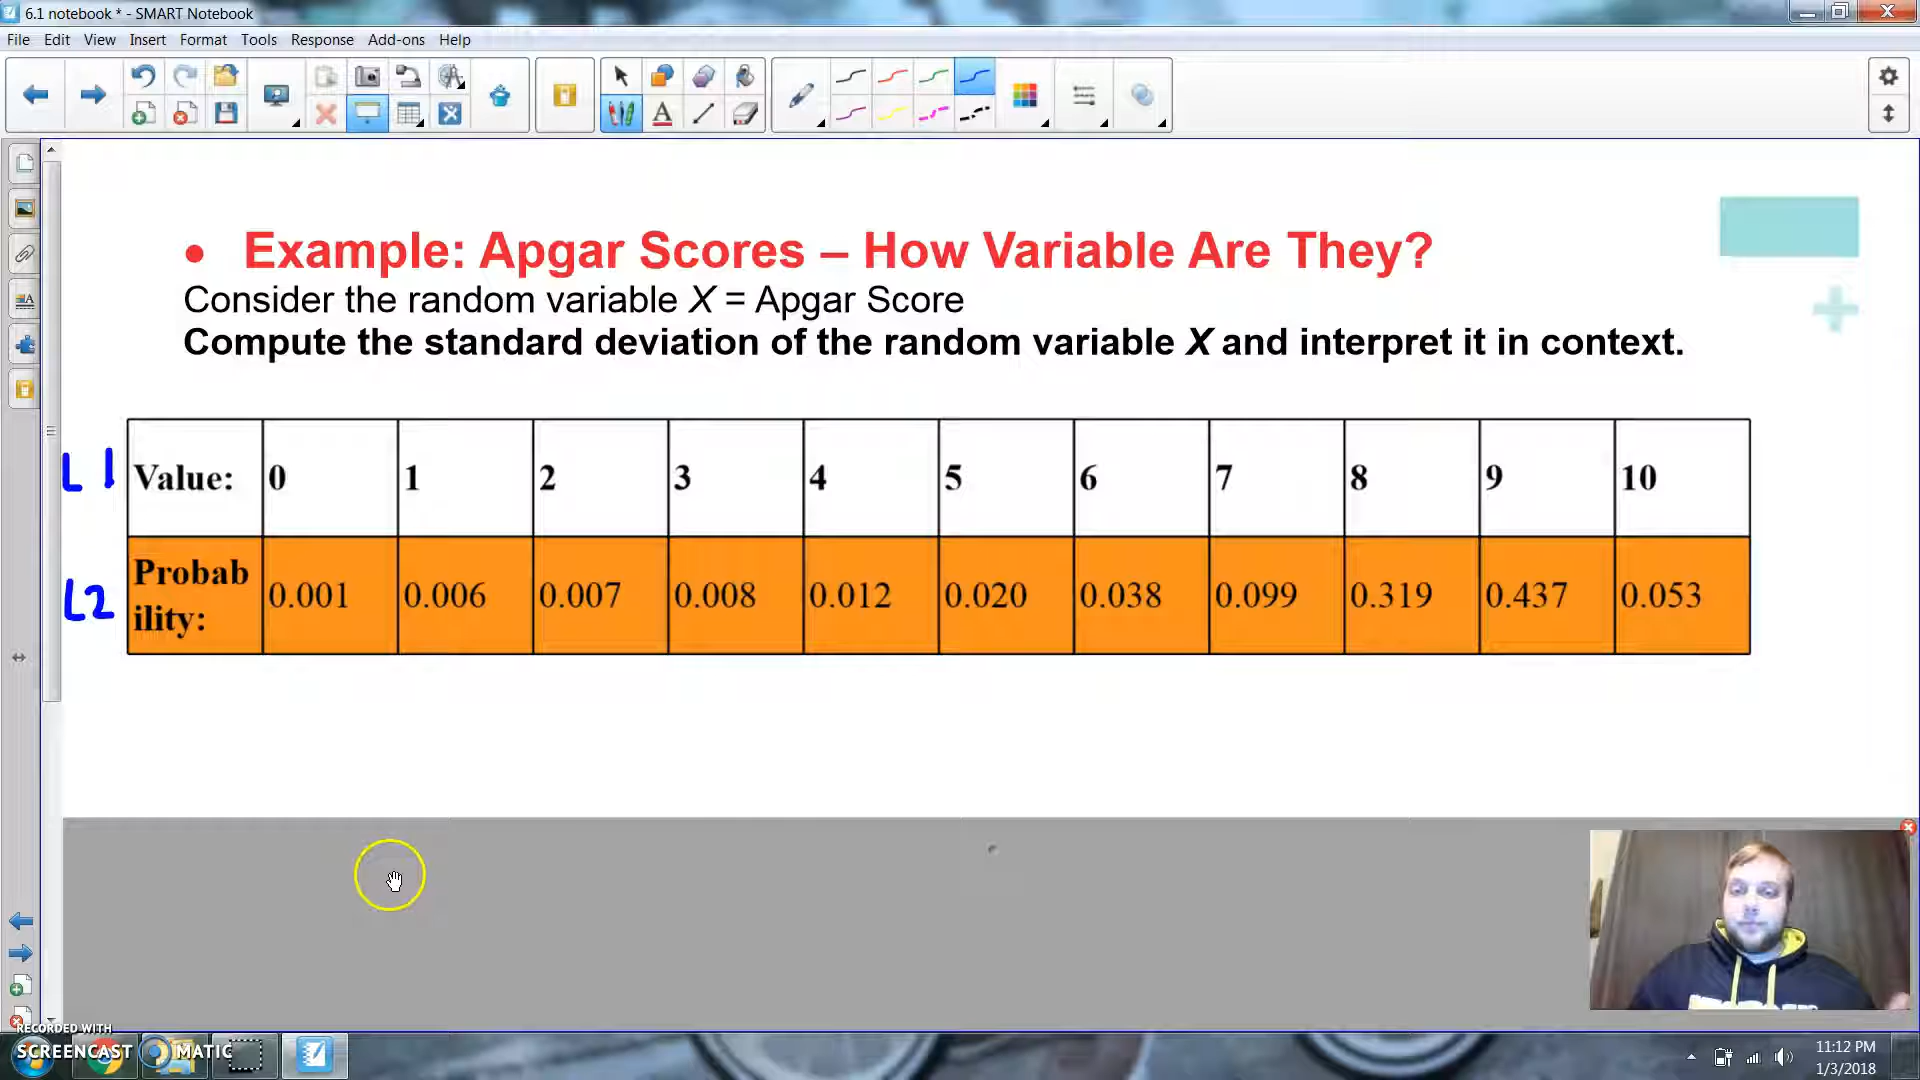 6.1 notebook * - SMART Notebook
File Edit View Insert Format Tools Response Add-ons Help
• Example: Apgar Scores – How Variable Are They?
Consider the random variable X = Apgar Score
Compute the standard deviation of the random variable X and interpret it in context.
L1 Value: 0 1 2 3 4 5 6 7 8 9 10
L2 Probab
ility: 0.001 0.006 0.007 0.008 0.012 0.020 0.038 0.099 0.319 0.437 0.053
RECORDED WITH
SCREENCAST MATIC
11:12 PM
1/3/2018